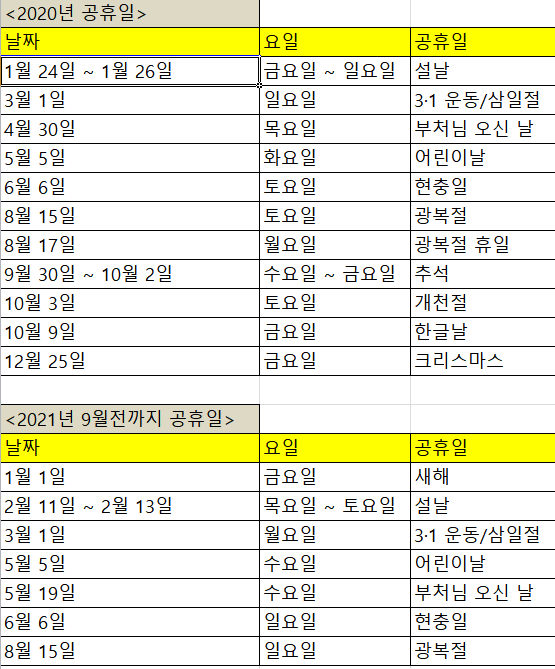 <2020년 공휴일>
날짜 요일 공휴일
1월 24일 ~ 1월 26일 금요일 ~ 일요일 설날
3월 1일 일요일 3·1 운동/삼일절
4월 30일 목요일 부처님 오신 날
5월 5일 화요일 어린이날
6월 6일 토요일 현충일
8월 15일 토요일 광복절
8월 17일 월요일 광복절 휴일
9월 30일 ~ 10월 2일 수요일 ~ 금요일 추석
10월 3일 토요일 개천절
10월 9일 금요일 한글날
12월 25일 금요일 크리스마스
<2021년 9월전까지 공휴일>
날짜 요일 공휴일
1월 1일 금요일 새해
2월 11일 ~ 2월 13일 목요일 ~ 토요일 설날
3월 1일 월요일 3·1 운동/삼일절
5월 5일 수요일 어린이날
5월 19일 수요일 부처님 오신 날
6월 6일 일요일 현충일
8월 15일 일요일 광복절